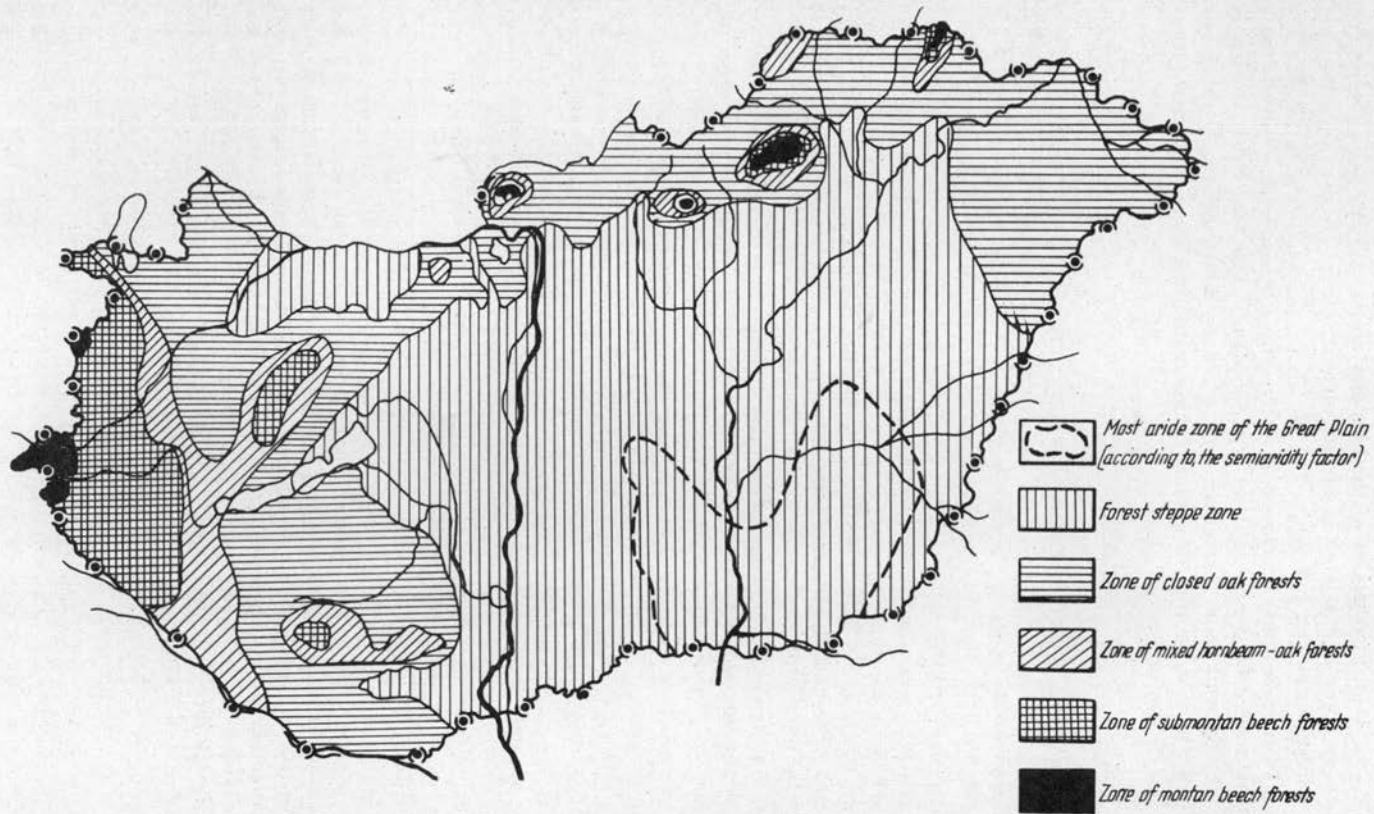 Most aride zone of the Great Plain
(according to, the semiaridity factor)
Forest steppe zone
Zone of closed oak forests
Zone of mixed hornbeam-oak forests
Zone of submontan beech forests
Zone of montan beech forests